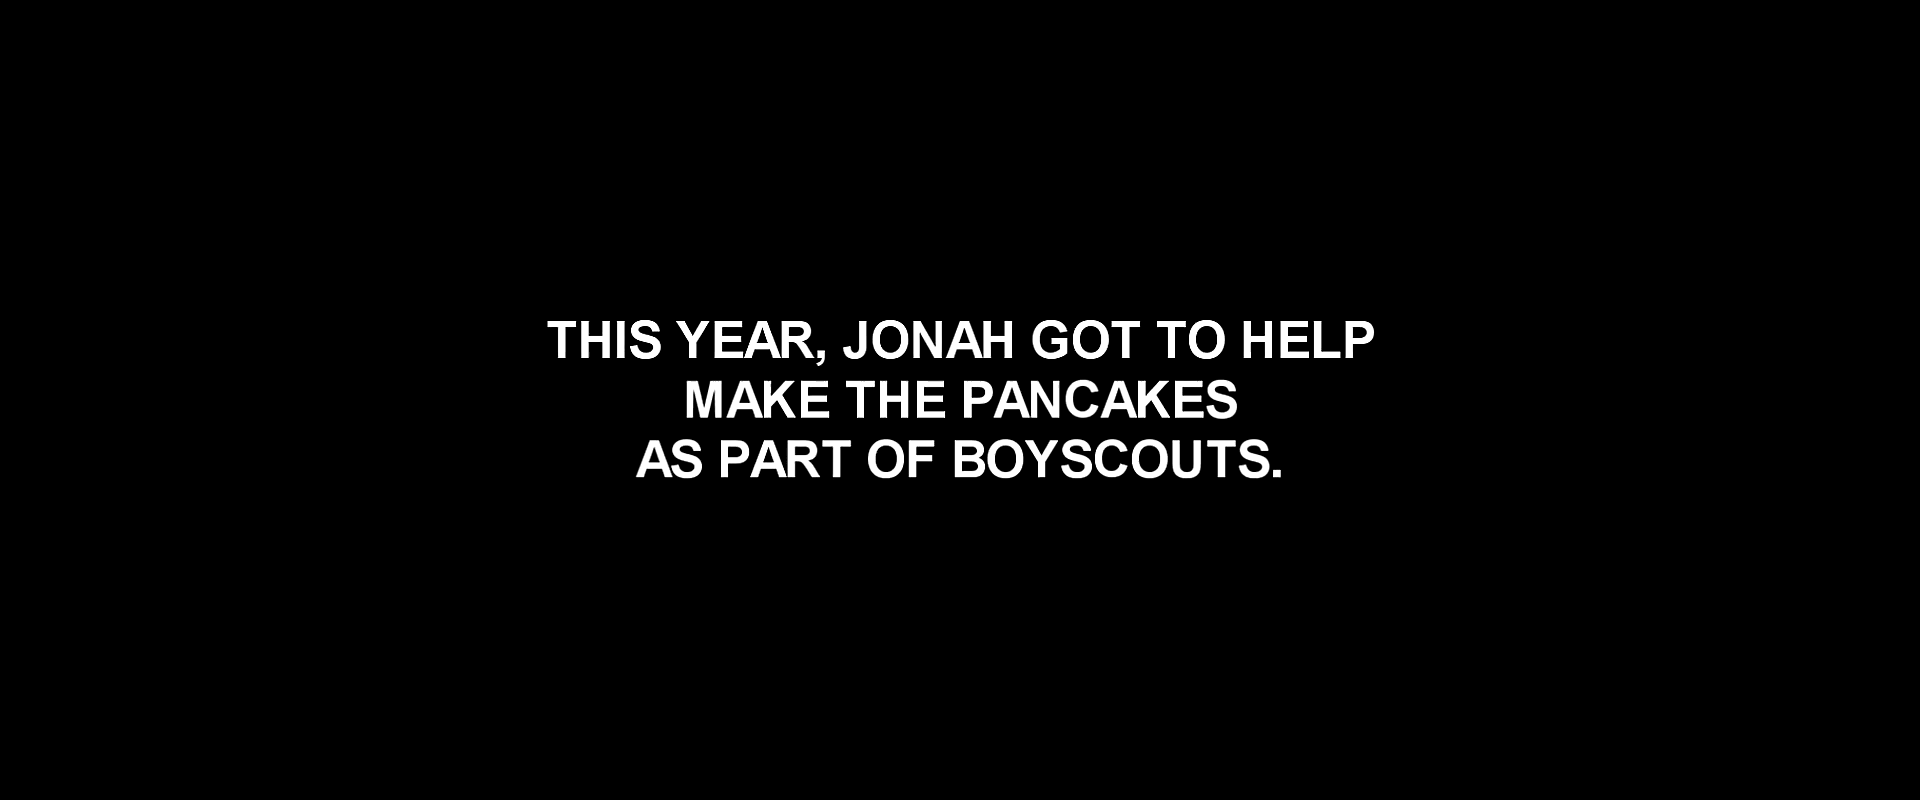 THIS YEAR, JONAH GOT TO HELP
MAKE THE PANCAKES
AS PART OF BOYSCOUTS.